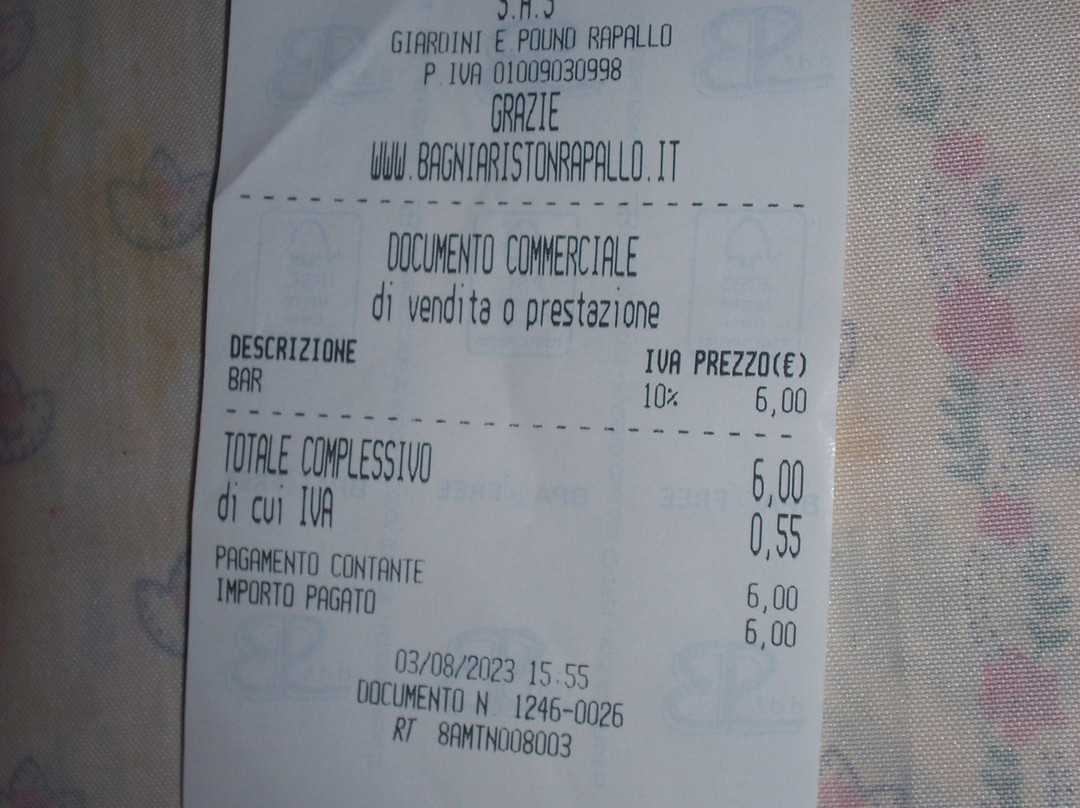 S.A.S
GIARDINI E POUND RAPALLO
P.IVA 01009030998
GRAZIE
WWW.BAGNIARISTONRAPALLO.IT
DOCUMENTO COMMERCIALE
di vendita o prestazione
DESCRIZIONE IVA PREZZO(€)
BAR 10% 6,00
TOTALE COMPLESSIVO 6,00
di cui IVA 0,55
PAGAMENTO CONTANTE 6,00
IMPORTO PAGATO 6,00
03/08/2023 15:55
DOCUMENTO N. 1246-0026
RT 8AMTN008003